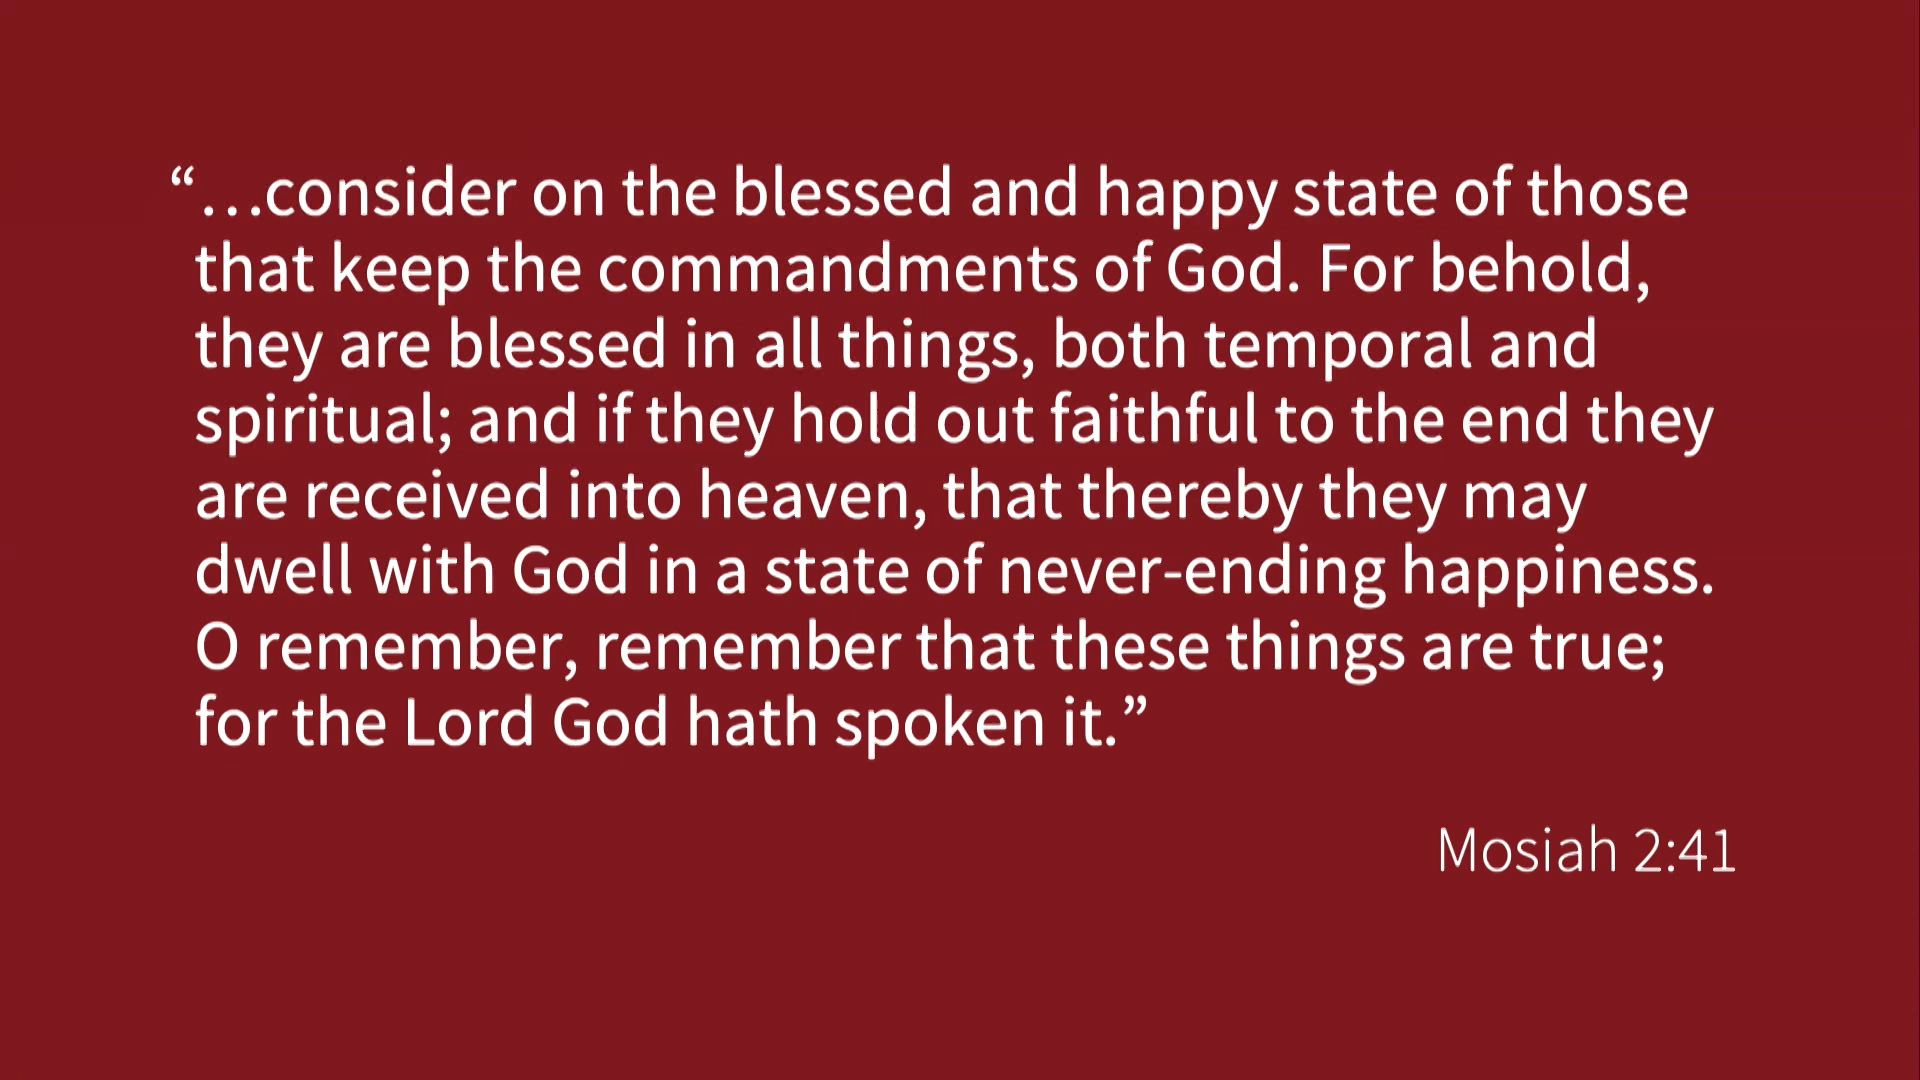 “…consider on the blessed and happy state of those
that keep the commandments of God. For behold,
they are blessed in all things, both temporal and
spiritual; and if they hold out faithful to the end they
are received into heaven, that thereby they may
dwell with God in a state of never-ending happiness.
O remember, remember that these things are true;
for the Lord God hath spoken it.”
Mosiah 2:41